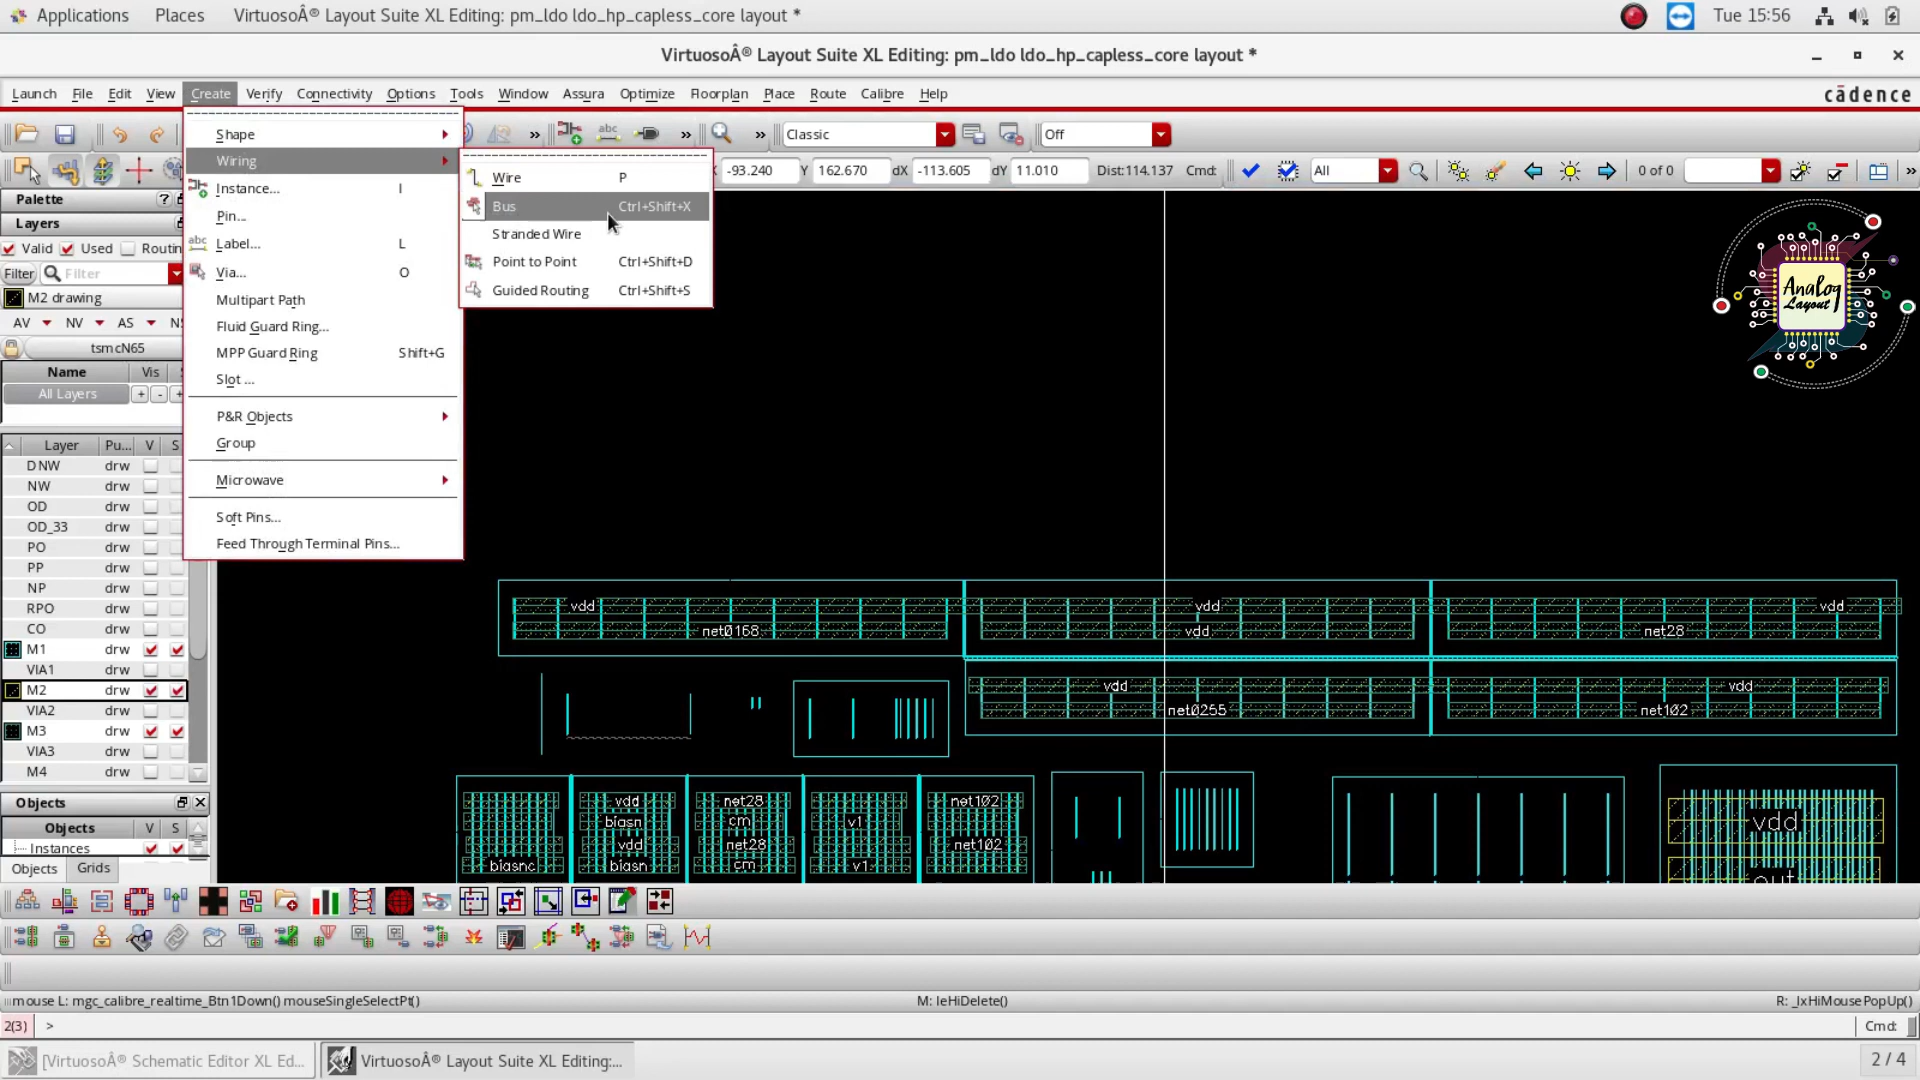 Applications Places VirtuosoÂ® Layout Suite XL Editing: pm_ldo ldo_hp_capless_core layout * Tue 15:56
VirtuosoÂ® Layout Suite XL Editing: pm_ldo ldo_hp_capless_core layout *
Launch File Edit View Create Verify Connectivity Options Tools Window Assura Optimize Floorplan Place Route Calibre Help cādence
Classic Off
X -93.240 Y 162.670 dX -113.605 dY 11.010 Dist:114.137 Cmd: All 0 of 0
Shape
Wiring
Instance... I
Pin...
Label... L
Via... O
Multipart Path
Fluid Guard Ring...
MPP Guard Ring Shift+G
Slot ...
P&R Objects
Group
Microwave
Soft Pins...
Feed Through Terminal Pins...
Wire P
Bus Ctrl+Shift+X
Stranded Wire
Point to Point Ctrl+Shift+D
Guided Routing Ctrl+Shift+S
Palette ?
Layers
Valid Used Routin
Filter Filter
M2 drawing
AV NV AS NS
tsmcN65
Name Vis S
All Layers + - +
Layer Pu... V S
DNW drw
NW drw
OD drw
OD_33 drw
PO drw
PP drw
NP drw
RPO drw
CO drw
M1 drw
VIA1 drw
M2 drw
VIA2 drw
M3 drw
VIA3 drw
M4 drw
Objects
Objects V S
Instances
Objects Grids
Analog
Layout
vdd vdd vdd
net0168 vdd net28
vdd vdd
net0255 net102
vdd net28 net102
biasn cm v1
vdd net28 net102
biasnc biasn cm v1
vdd
out
mouse L: mgc_calibre_realtime_Btn1Down() mouseSingleSelectPt() M: leHiDelete() R: _lxHiMousePopUp()
2(3) > Cmd:
[VirtuosoÂ® Schematic Editor XL Ed... VirtuosoÂ® Layout Suite XL Editing:... 2 / 4